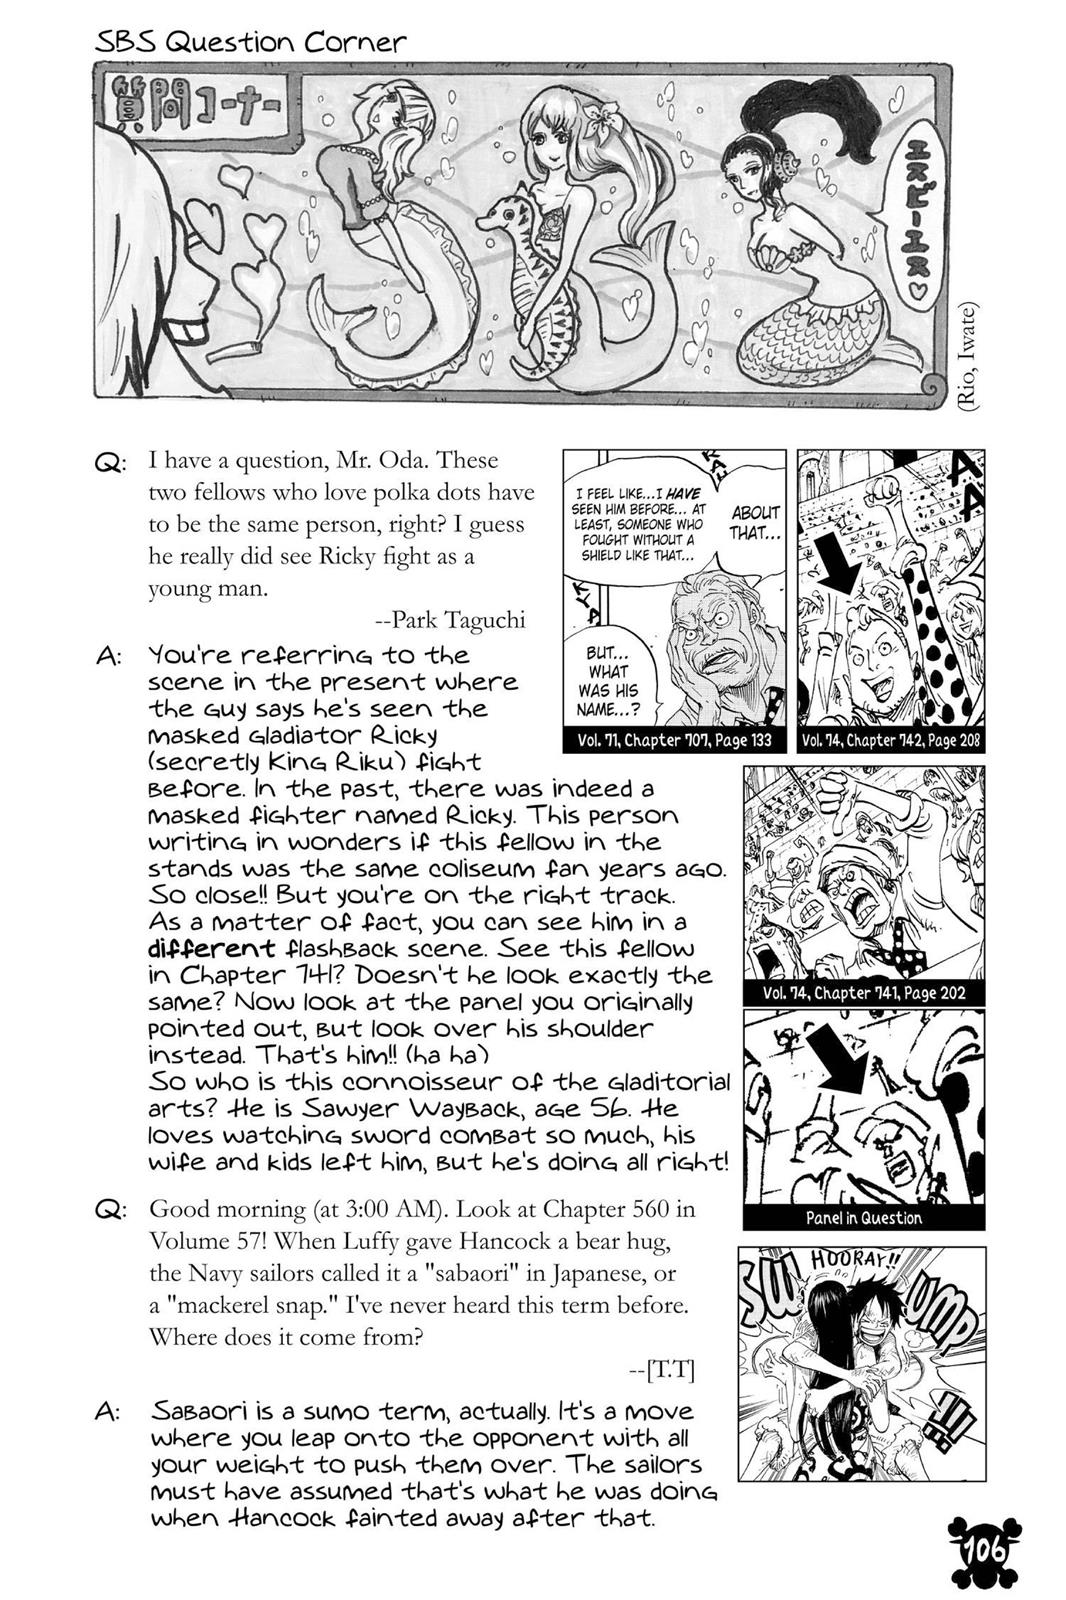 SBS Question Corner
質問コーナー
エスビーエス♡
(Rio, Iwate)
Q: I have a question, Mr. Oda. These
two fellows who love polka dots have
to be the same person, right? I guess
he really did see Ricky fight as a
young man.
--Park Taguchi
A: You're referring to the
scene in the present where
the guy says he's seen the
masked gladiator Ricky
(secretly King Riku) fight
before. In the past, there was indeed a
masked fighter named Ricky. This person
writing in wonders if this fellow in the
stands was the same coliseum fan years ago.
So close!! But you're on the right track.
As a matter of fact, you can see him in a
different flashback scene. See this fellow
in Chapter 741? Doesn't he look exactly the
same? Now look at the panel you originally
pointed out, but look over his shoulder
instead. That's him!! (ha ha)
So who is this connoisseur of the gladitorial
arts? He is Sawyer Wayback, age 56. He
loves watching sword combat so much, his
wife and kids left him, but he's doing all right!
I FEEL LIKE...I HAVE
SEEN HIM BEFORE... AT
LEAST, SOMEONE WHO
FOUGHT WITHOUT A
SHIELD LIKE THAT...
ABOUT
THAT...
BUT...
WHAT
WAS HIS
NAME...?
KYA
Vol. 71, Chapter 707, Page 133
AA
Vol. 74, Chapter 742, Page 208
Vol. 74, Chapter 741, Page 202
Panel in Question
Q: Good morning (at 3:00 AM). Look at Chapter 560 in
Volume 57! When Luffy gave Hancock a bear hug,
the Navy sailors called it a "sabaori" in Japanese, or
a "mackerel snap." I've never heard this term before.
Where does it come from?
--[T.T]
A: Sabaori is a sumo term, actually. It's a move
where you leap onto the opponent with all
your weight to push them over. The sailors
must have assumed that's what he was doing
when Hancock fainted away after that.
HOORAY!!
SWUMP
!!!
106